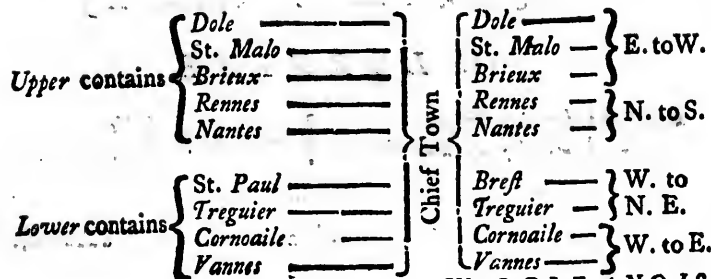 Dole Dole
St. Malo St. Malo E. to W.
Upper contains Brieux Brieux
Rennes Rennes N. to S.
Nantes Nantes
Chief Town
St. Paul Breſt W. to
Treguier Treguier N. E.
Lower contains Cornoaile Cornoaile W. to E.
Vannes Vannes